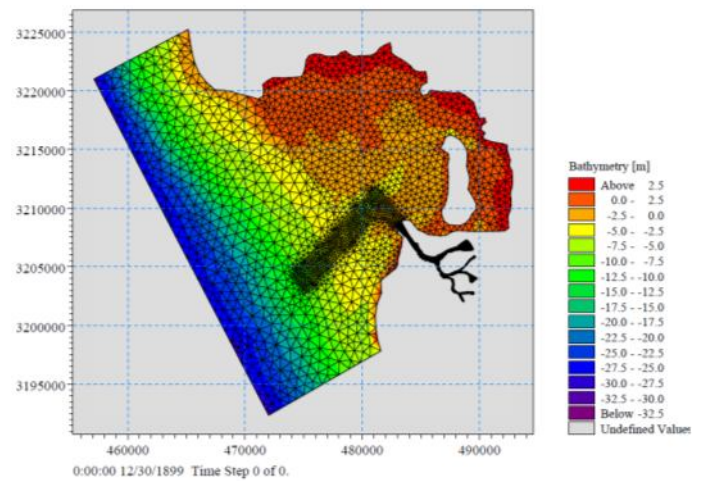 3225000
3220000
3215000
3210000
3205000
3200000
3195000
460000 470000 480000 490000
0:00:00 12/30/1899 Time Step 0 of 0.
Bathymetry [m]
Above 2.5
0.0 - 2.5
-2.5 - 0.0
-5.0 - -2.5
-7.5 - -5.0
-10.0 - -7.5
-12.5 - -10.0
-15.0 - -12.5
-17.5 - -15.0
-20.0 - -17.5
-22.5 - -20.0
-25.0 - -22.5
-27.5 - -25.0
-30.0 - -27.5
-32.5 - -30.0
Below -32.5
Undefined Values